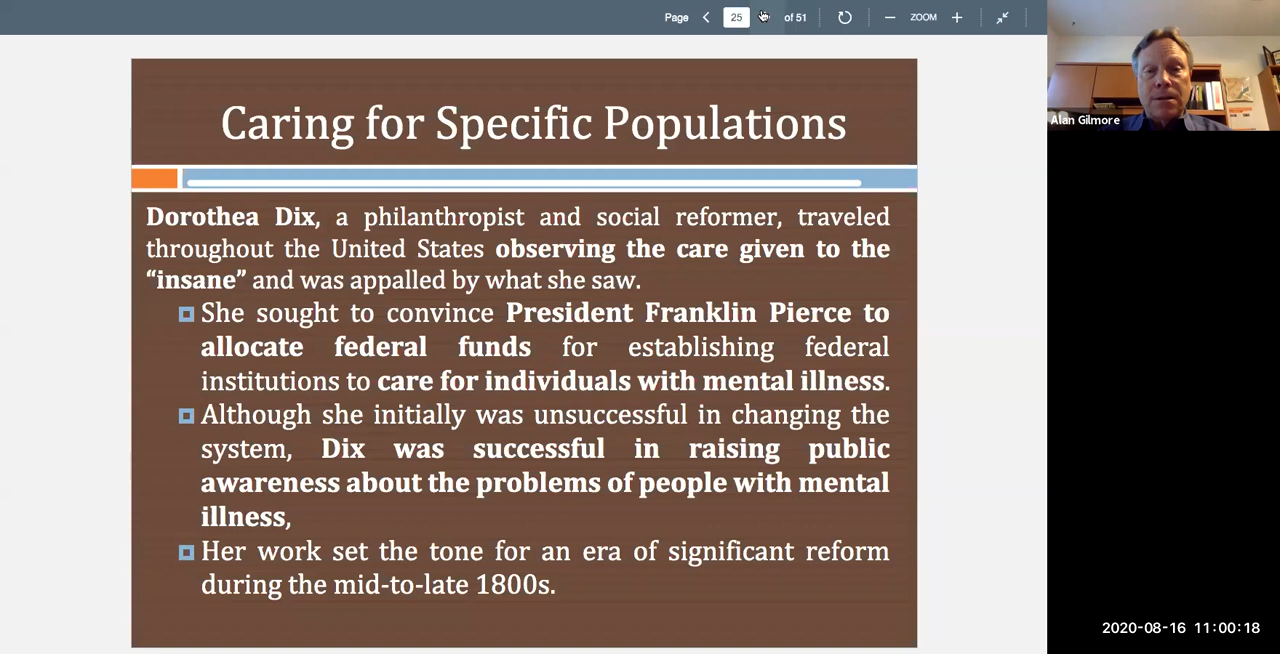 Page 25 of 51 ZOOM
Caring for Specific Populations
Dorothea Dix, a philanthropist and social reformer, traveled
throughout the United States observing the care given to the
“insane” and was appalled by what she saw.
She sought to convince President Franklin Pierce to
allocate federal funds for establishing federal
institutions to care for individuals with mental illness.
Although she initially was unsuccessful in changing the
system, Dix was successful in raising public
awareness about the problems of people with mental
illness,
Her work set the tone for an era of significant reform
during the mid-to-late 1800s.
Alan Gilmore
2020-08-16 11:00:18